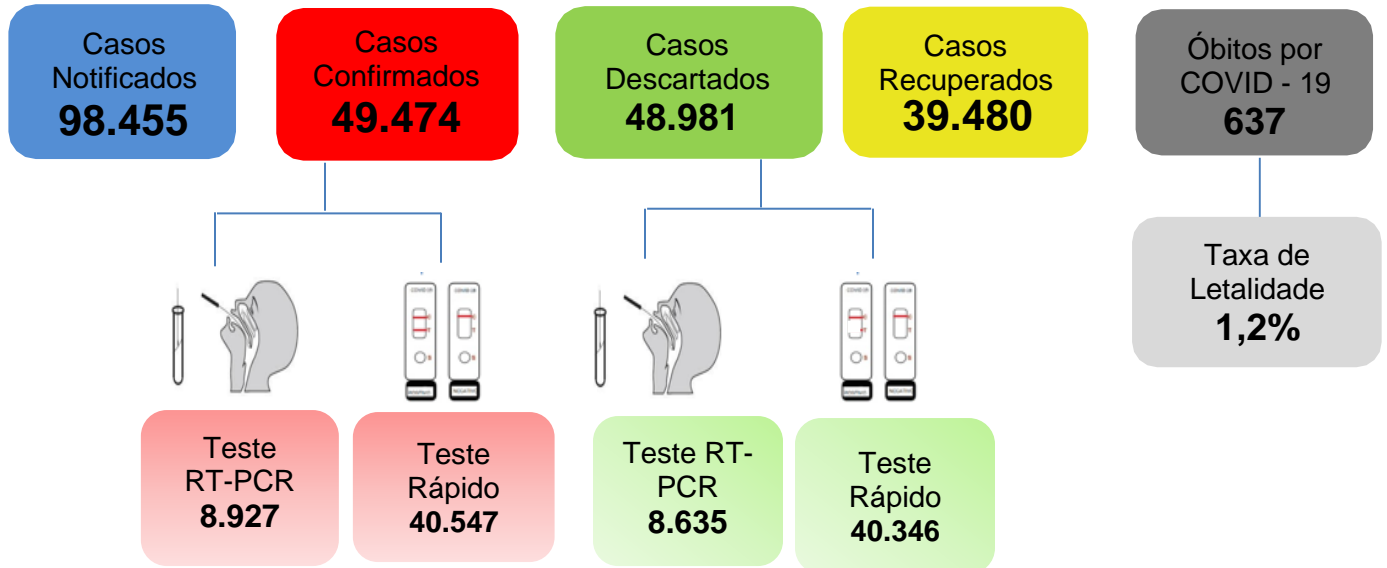 Casos
Notificados
98.455
Casos
Confirmados
49.474
Casos
Descartados
48.981
Casos
Recuperados
39.480
Óbitos por
COVID - 19
637
Taxa de
Letalidade
1,2%
Teste
RT-PCR
8.927
Teste
Rápido
40.547
Teste RT-
PCR
8.635
Teste
Rápido
40.346